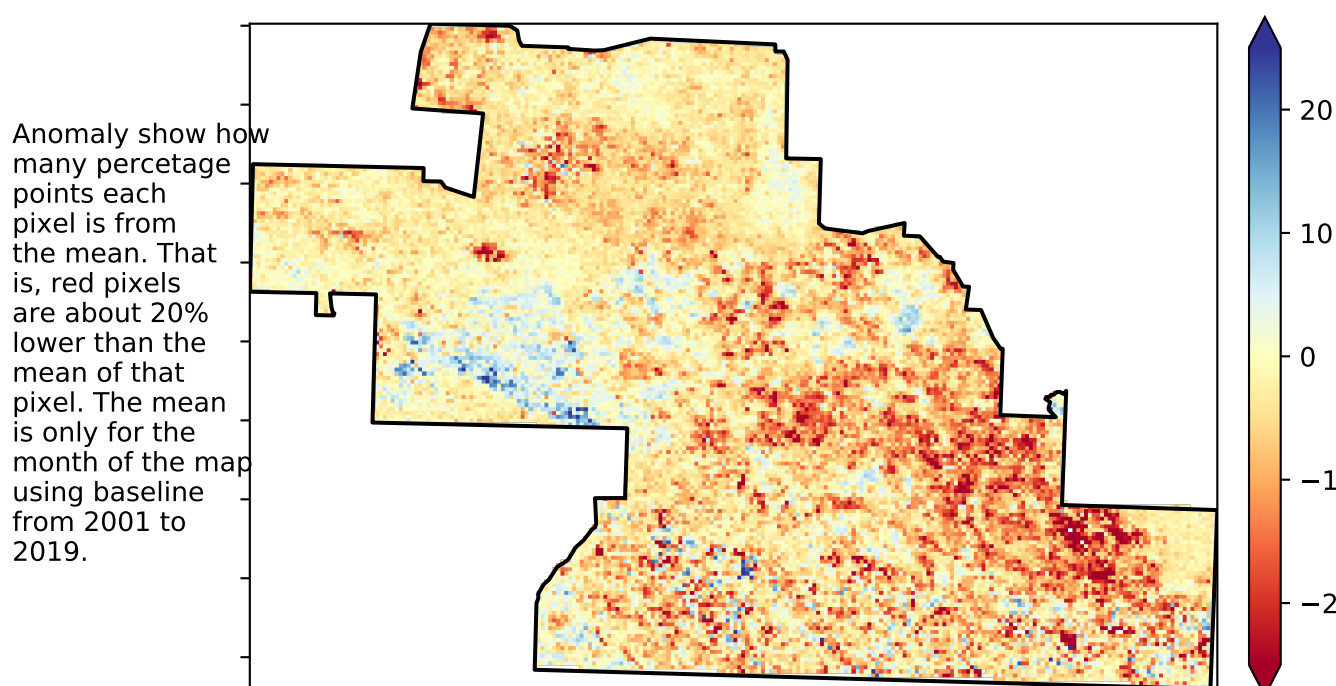 Anomaly show how
many percetage
points each
pixel is from
the mean. That
is, red pixels
are about 20%
lower than the
mean of that
pixel. The mean
is only for the
month of the map
using baseline
from 2001 to
2019.
20
10
0
−1
−2